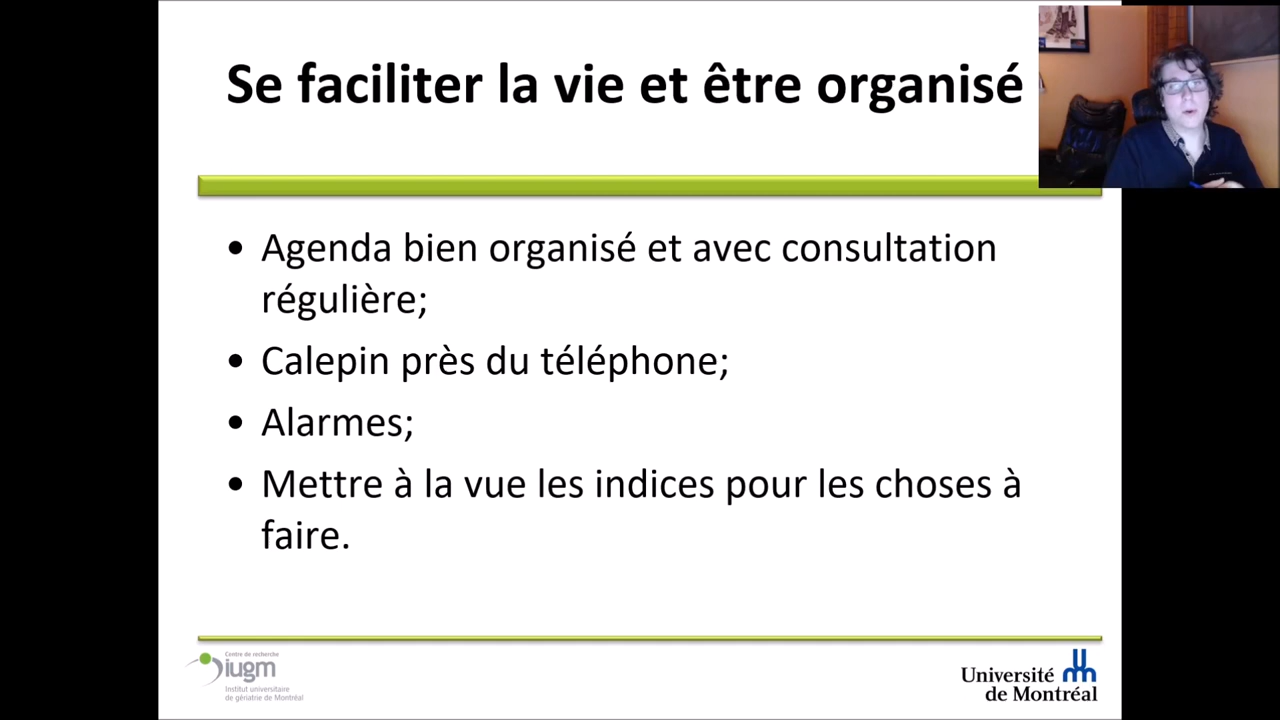 Se faciliter la vie et être organisé
• Agenda bien organisé et avec consultation
régulière;
• Calepin près du téléphone;
• Alarmes;
• Mettre à la vue les indices pour les choses à
faire.
Centre de recherche
iugm
Institut universitaire
de gériatrie de Montréal
Université
de Montréal